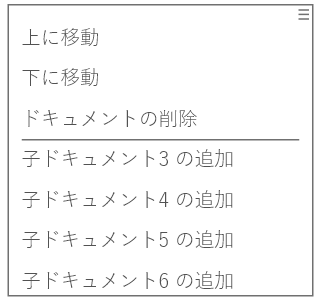 上に移動
下に移動
ドキュメントの削除
子ドキュメント3 の追加
子ドキュメント4 の追加
子ドキュメント5 の追加
子ドキュメント6 の追加